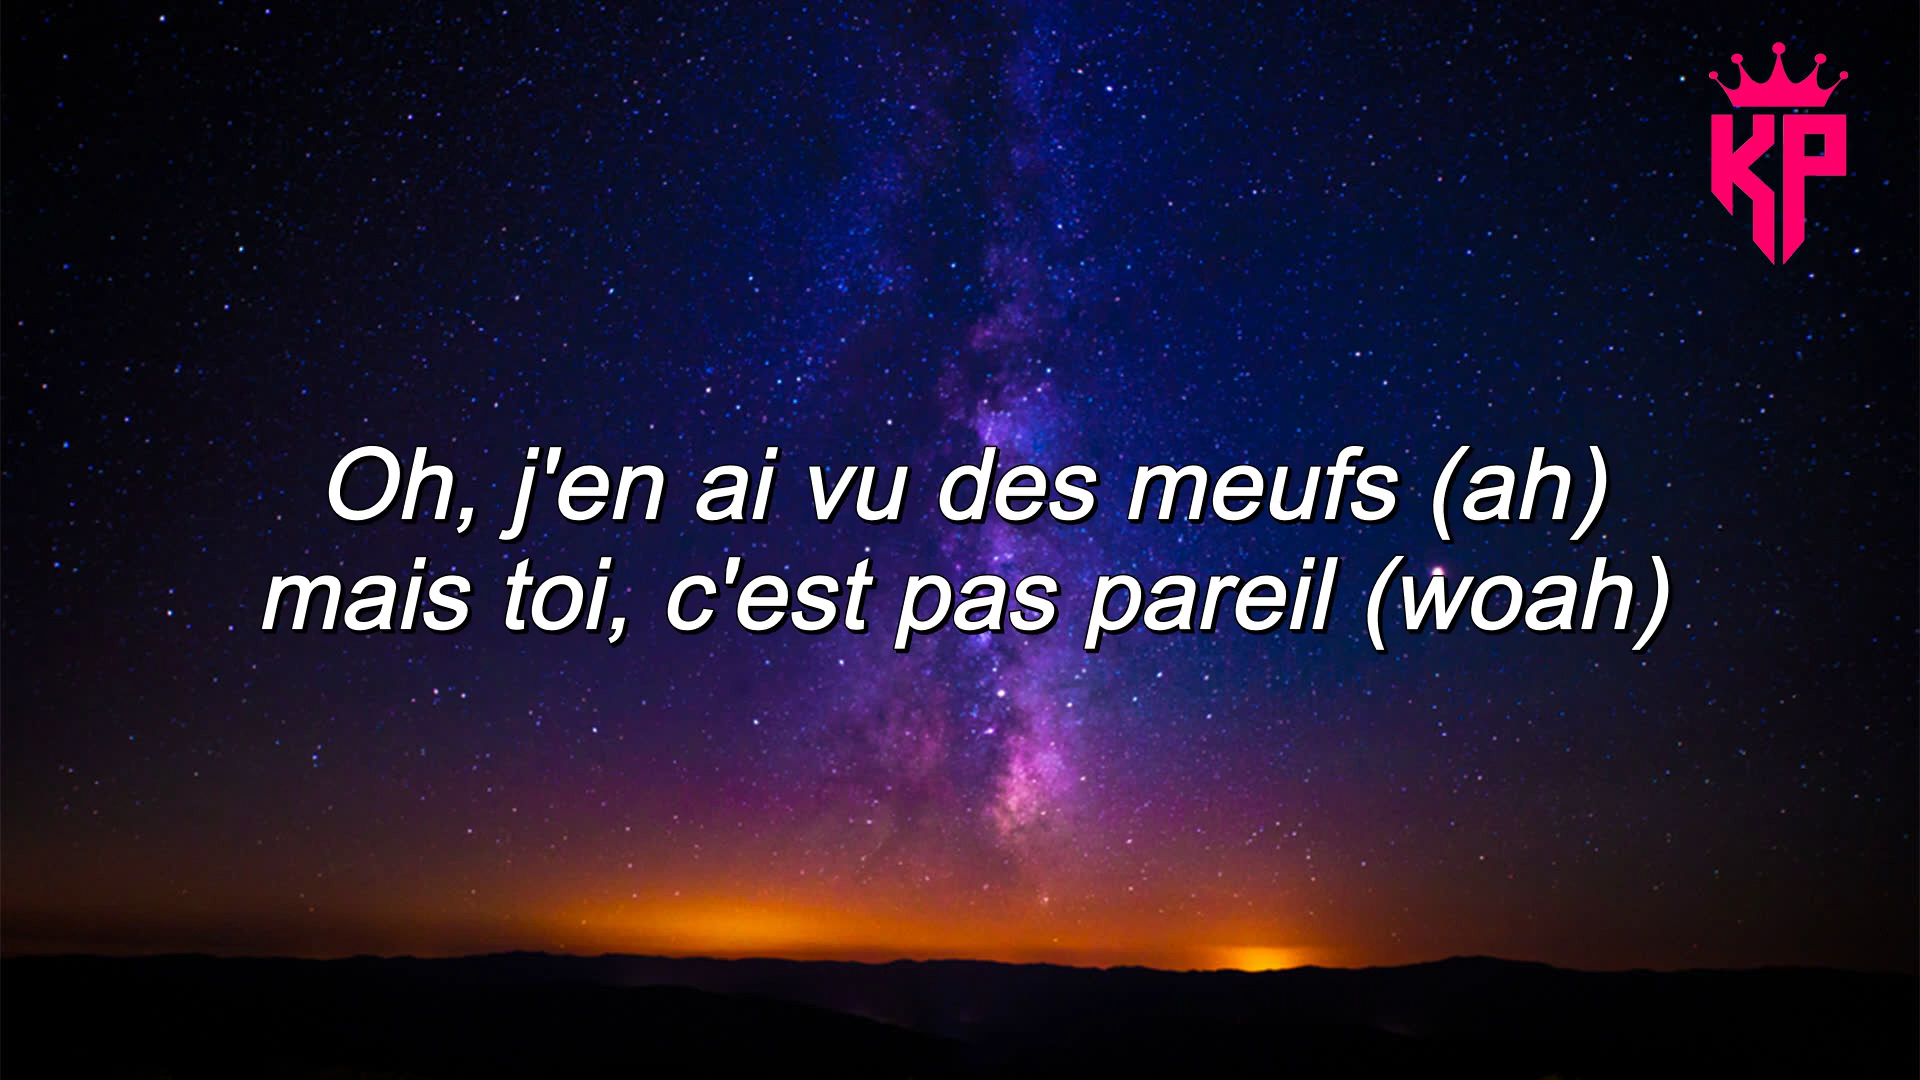 KP
Oh, j'en ai vu des meufs (ah)
mais toi, c'est pas pareil (woah)